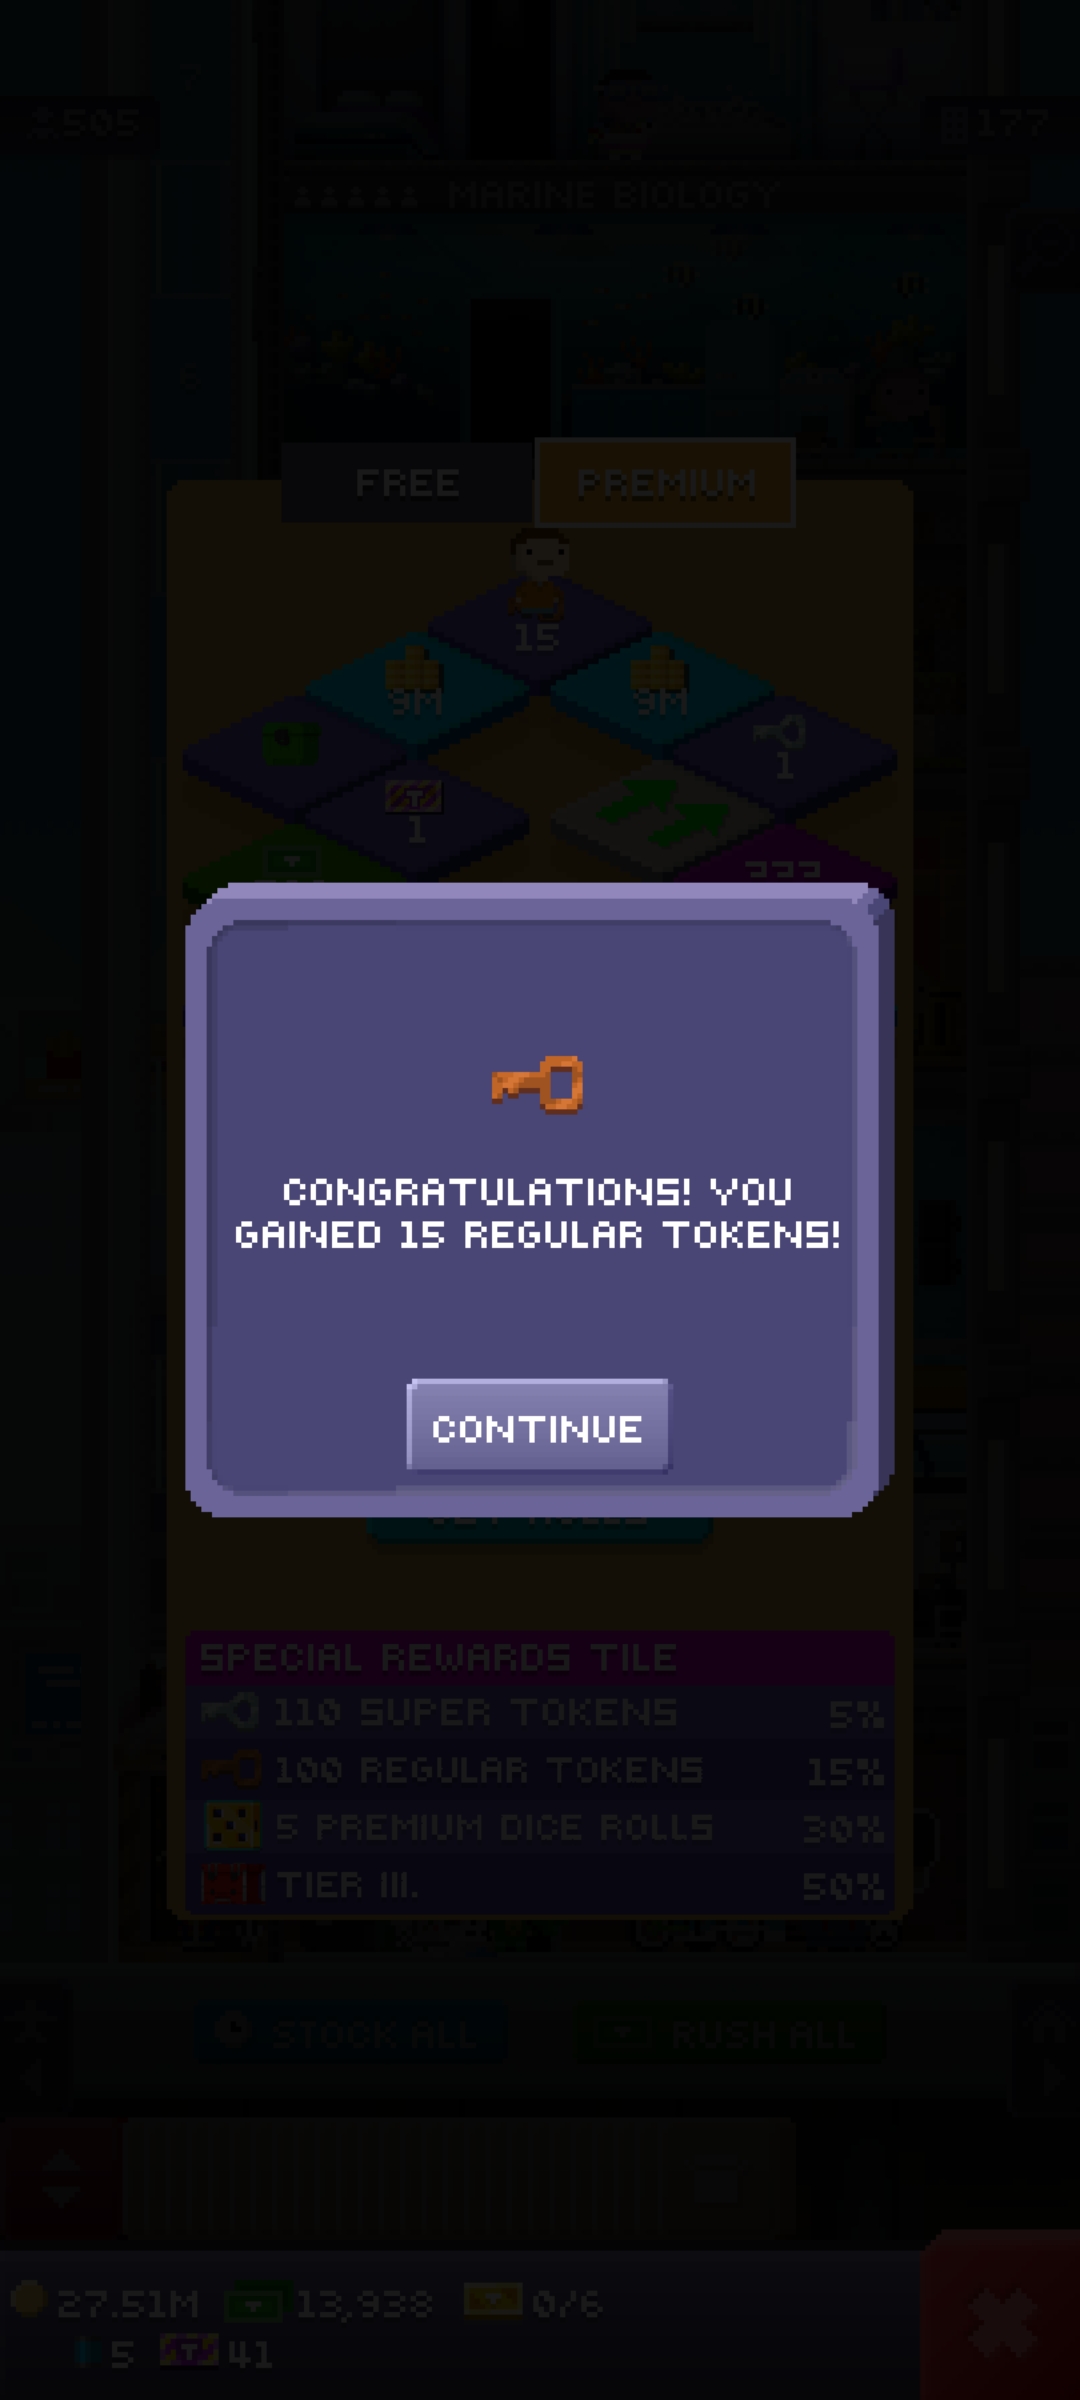 505
177
MARINE BIOLOGY
6
FREE
PREMIUM
15
9M
9M
1
1
???
CONGRATULATIONS! YOU
GAINED 15 REGULAR TOKENS!
CONTINUE
SPECIAL REWARDS TILE
110 SUPER TOKENS 5%
100 REGULAR TOKENS 15%
5 PREMIUM DICE ROLLS 30%
TIER III. 50%
STOCK ALL
RUSH ALL
27.51M 13,938 0/6
5 41